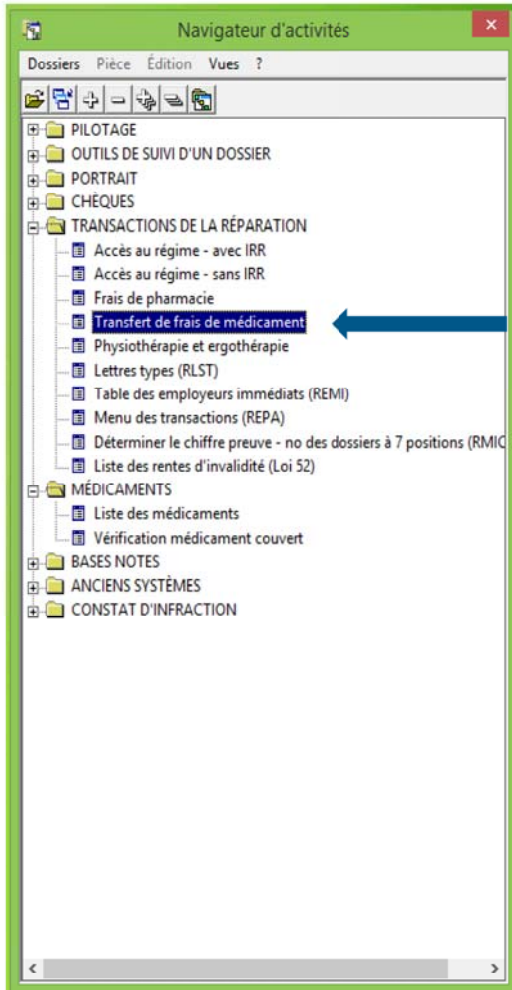 Navigateur d'activités
Dossiers Pièce Édition Vues ?
PILOTAGE
OUTILS DE SUIVI D'UN DOSSIER
PORTRAIT
CHÈQUES
TRANSACTIONS DE LA RÉPARATION
Accès au régime - avec IRR
Accès au régime - sans IRR
Frais de pharmacie
Transfert de frais de médicament
Physiothérapie et ergothérapie
Lettres types (RLST)
Table des employeurs immédiats (REMI)
Menu des transactions (REPA)
Déterminer le chiffre preuve - no des dossiers à 7 positions (RMIC
Liste des rentes d'invalidité (Loi 52)
MÉDICAMENTS
Liste des médicaments
Vérification médicament couvert
BASES NOTES
ANCIENS SYSTÈMES
CONSTAT D'INFRACTION